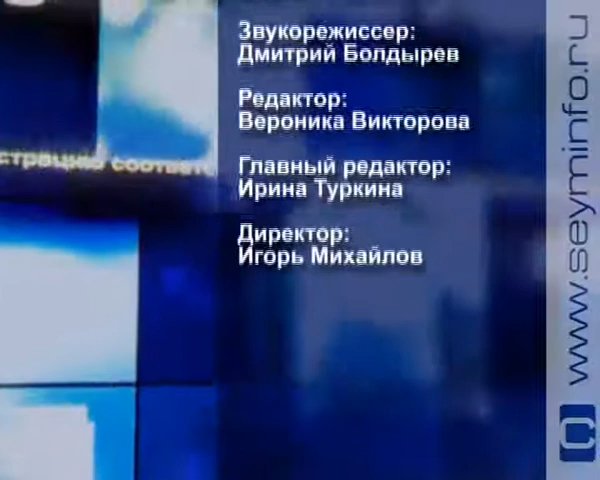 Звукорежиссер:
Дмитрий Болдырев
Редактор:
Вероника Викторова
Главный редактор:
Ирина Туркина
Директор:
Игорь Михайлов
www.seyminfo.ru